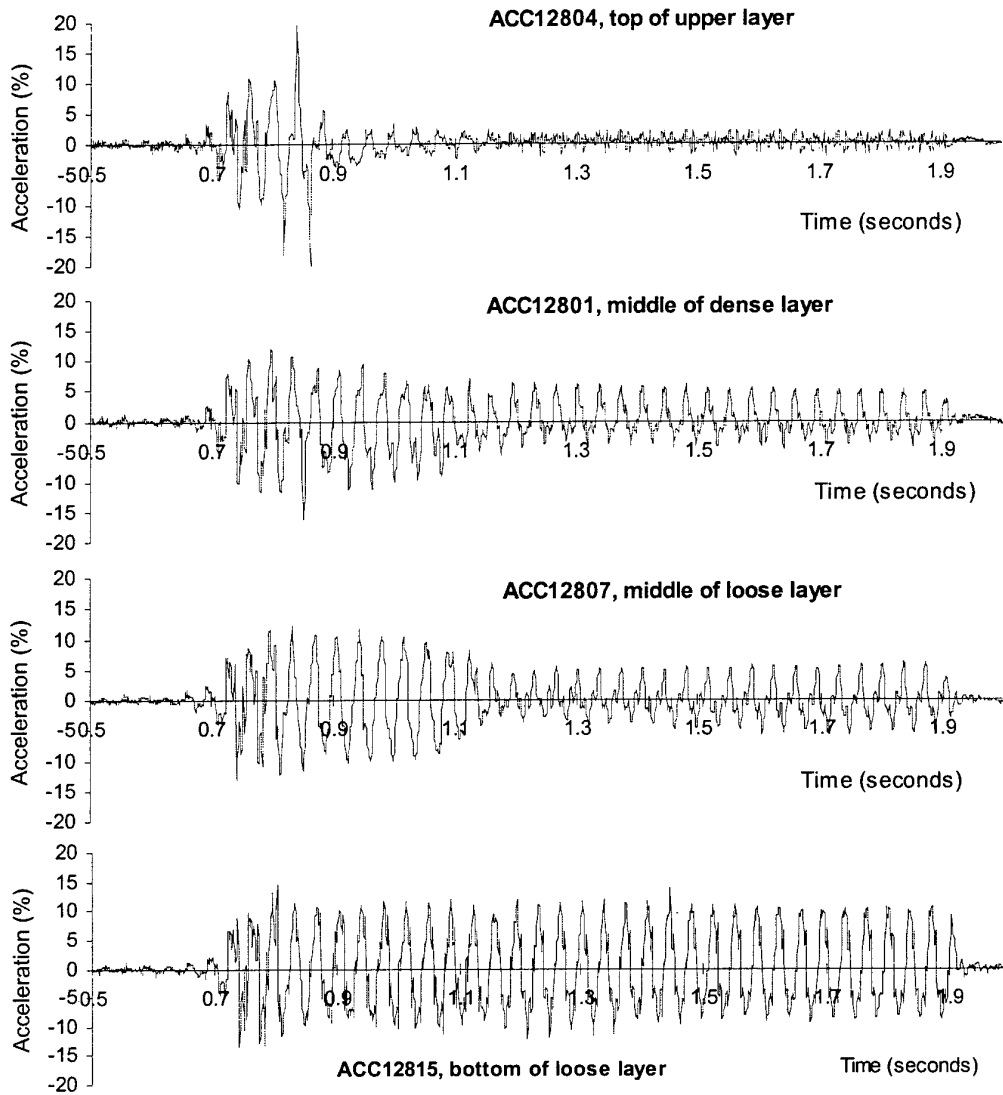 ACC12804, top of upper layer
Acceleration (%)
20
15
10
5
0
-5
-10
-15
-20
0.5 0.7 0.9 1.1 1.3 1.5 1.7 1.9
Time (seconds)
ACC12801, middle of dense layer
Acceleration (%)
20
15
10
5
0
-5
-10
-15
-20
0.5 0.7 0.9 1.1 1.3 1.5 1.7 1.9
Time (seconds)
ACC12807, middle of loose layer
Acceleration (%)
20
15
10
5
0
-5
-10
-15
-20
0.5 0.7 0.9 1.1 1.3 1.5 1.7 1.9
Time (seconds)
Acceleration (%)
20
15
10
5
0
-5
-10
-15
-20
0.5 0.7 0.9 1.1 1.3 1.5 1.7 1.9
ACC12815, bottom of loose layer
Time (seconds)